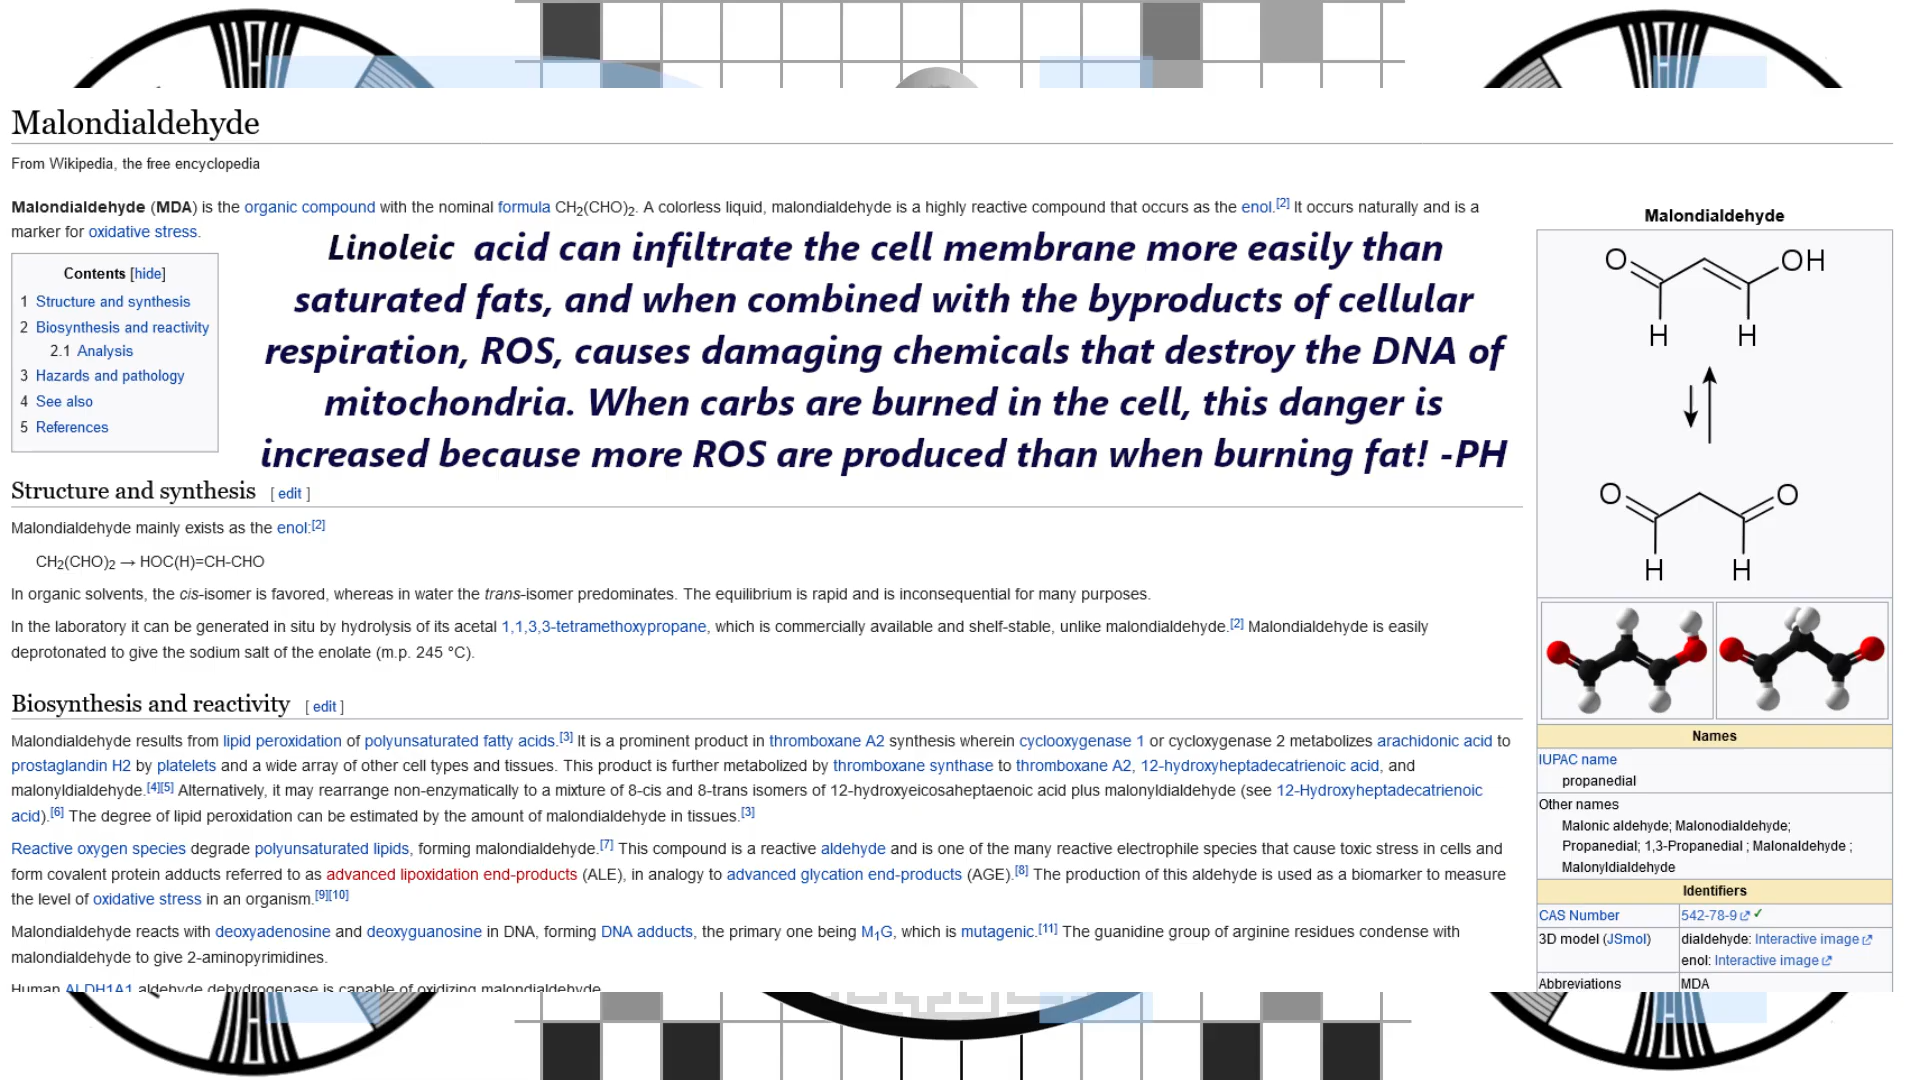 Malondialdehyde
From Wikipedia, the free encyclopedia
Malondialdehyde (MDA) is the organic compound with the nominal formula CH2(CHO)2. A colorless liquid, malondialdehyde is a highly reactive compound that occurs as the enol.[2] It occurs naturally and is a
marker for oxidative stress.
Linoleic acid can infiltrate the cell membrane more easily than
saturated fats, and when combined with the byproducts of cellular
respiration, ROS, causes damaging chemicals that destroy the DNA of
mitochondria. When carbs are burned in the cell, this danger is
increased because more ROS are produced than when burning fat! -PH
Contents [hide]
1 Structure and synthesis
2 Biosynthesis and reactivity
2.1 Analysis
3 Hazards and pathology
4 See also
5 References
Structure and synthesis [ edit ]
Malondialdehyde mainly exists as the enol:[2]
CH2(CHO)2 → HOC(H)=CH-CHO
In organic solvents, the cis-isomer is favored, whereas in water the trans-isomer predominates. The equilibrium is rapid and is inconsequential for many purposes.
In the laboratory it can be generated in situ by hydrolysis of its acetal 1,1,3,3-tetramethoxypropane, which is commercially available and shelf-stable, unlike malondialdehyde.[2] Malondialdehyde is easily
deprotonated to give the sodium salt of the enolate (m.p. 245 °C).
Biosynthesis and reactivity [ edit ]
Malondialdehyde results from lipid peroxidation of polyunsaturated fatty acids.[3] It is a prominent product in thromboxane A2 synthesis wherein cyclooxygenase 1 or cycloxygenase 2 metabolizes arachidonic acid to
prostaglandin H2 by platelets and a wide array of other cell types and tissues. This product is further metabolized by thromboxane synthase to thromboxane A2, 12-hydroxyheptadecatrienoic acid, and
malonyldialdehyde.[4][5] Alternatively, it may rearrange non-enzymatically to a mixture of 8-cis and 8-trans isomers of 12-hydroxyeicosaheptaenoic acid plus malonyldialdehyde (see 12-Hydroxyheptadecatrienoic
acid).[6] The degree of lipid peroxidation can be estimated by the amount of malondialdehyde in tissues.[3]
Reactive oxygen species degrade polyunsaturated lipids, forming malondialdehyde.[7] This compound is a reactive aldehyde and is one of the many reactive electrophile species that cause toxic stress in cells and
form covalent protein adducts referred to as advanced lipoxidation end-products (ALE), in analogy to advanced glycation end-products (AGE).[8] The production of this aldehyde is used as a biomarker to measure
the level of oxidative stress in an organism.[9][10]
Malondialdehyde reacts with deoxyadenosine and deoxyguanosine in DNA, forming DNA adducts, the primary one being M1G, which is mutagenic.[11] The guanidine group of arginine residues condense with
malondialdehyde to give 2-aminopyrimidines.
Human ALDH1A1 aldehyde dehydrogenase is capable of oxidizing malondialdehyde.
Malondialdehyde
O OH
H H
O O
H H
Names
IUPAC name
propanedial
Other names
Malonic aldehyde; Malonodialdehyde;
Propanedial; 1,3-Propanedial ; Malonaldehyde ;
Malonyldialdehyde
Identifiers
CAS Number 542-78-9 ✓
3D model (JSmol) dialdehyde: Interactive image
enol: Interactive image
Abbreviations MDA